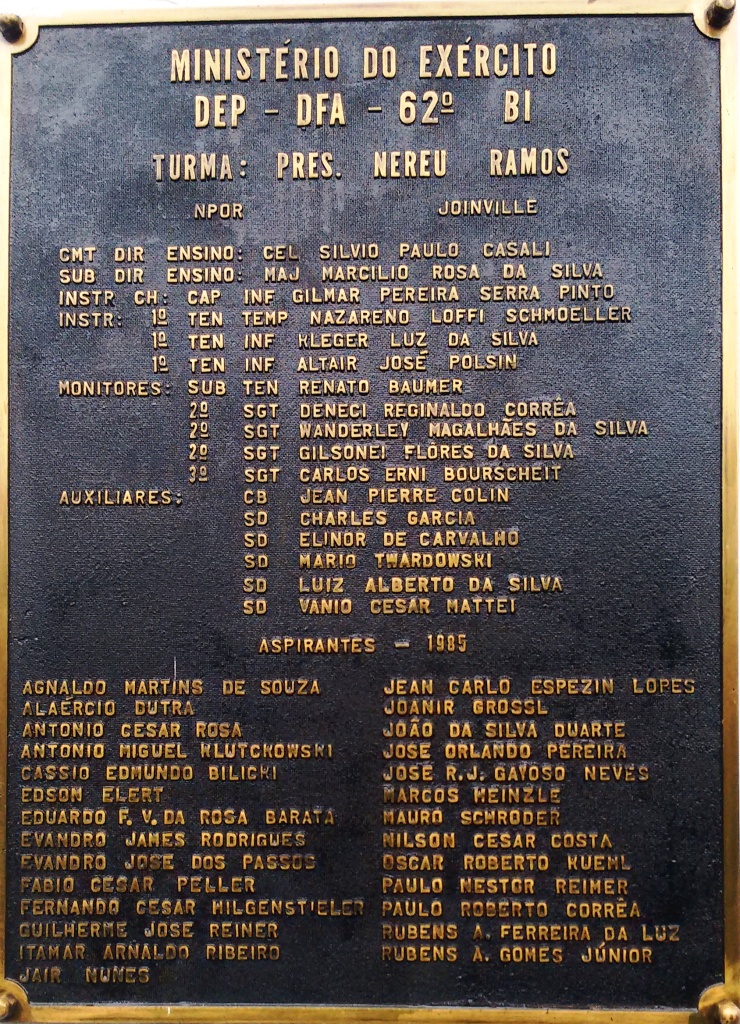 MINISTÉRIO DO EXÉRCITO
DEP - DFA - 62º BI
TURMA: PRES. NEREU RAMOS
NPOR JOINVILLE
CMT DIR ENSINO: CEL SILVIO PAULO CASALI
SUB DIR ENSINO: MAJ MARCILIO ROSA DA SILVA
INSTR CH: CAP INF GILMAR PEREIRA SERRA PINTO
INSTR: 1º TEN TEMP NAZARENO LOFFI SCHMOELLER
1º TEN INF KLEGER LUZ DA SILVA
1º TEN INF ALTAIR JOSÉ POLSIN
MONITORES: SUB TEN RENATO BAUMER
2º SGT DENECI REGINALDO CORRÊA
2º SGT WANDERLEY MAGALHÃES DA SILVA
2º SGT GILSONEI FLÔRES DA SILVA
3º SGT CARLOS ERNI BOURSCHEIT
AUXILIARES: CB JEAN PIERRE COLIN
SD CHARLES GARCIA
SD ELINOR DE CARVALHO
SD MARIO TWARDOWSKI
SD LUIZ ALBERTO DA SILVA
SD VANIO CESAR MATTEI
ASPIRANTES - 1985
AGNALDO MARTINS DE SOUZA
ALAERCIO DUTRA
ANTONIO CESAR ROSA
ANTONIO MIGUEL KLUTCHOWSKI
CASSIO EDMUNDO BILICKI
EDSON ELERT
EDUARDO F. V. DA ROSA BARATA
EVANDRO JAMES RODRIGUES
EVANDRO JOSE DOS PASSOS
FABIO CESAR PELLER
FERNANDO CESAR HILGENSTIELER
GUILHERME JOSE REINER
ITAMAR ARNALDO RIBEIRO
JAIR NUNES
JEAN CARLO ESPEZIN LOPES
JOANIR GROSSL
JOÃO DA SILVA DUARTE
JOSE ORLANDO PEREIRA
JOSE R.J. GAYOSO NEVES
MARCOS HEINZLE
MAURO SCHRODER
NILSON CESAR COSTA
OSCAR ROBERTO KUEHL
PAULO NESTOR REIMER
PAULO ROBERTO CORRÊA
RUBENS A. FERREIRA DA LUZ
RUBENS A. GOMES JÚNIOR